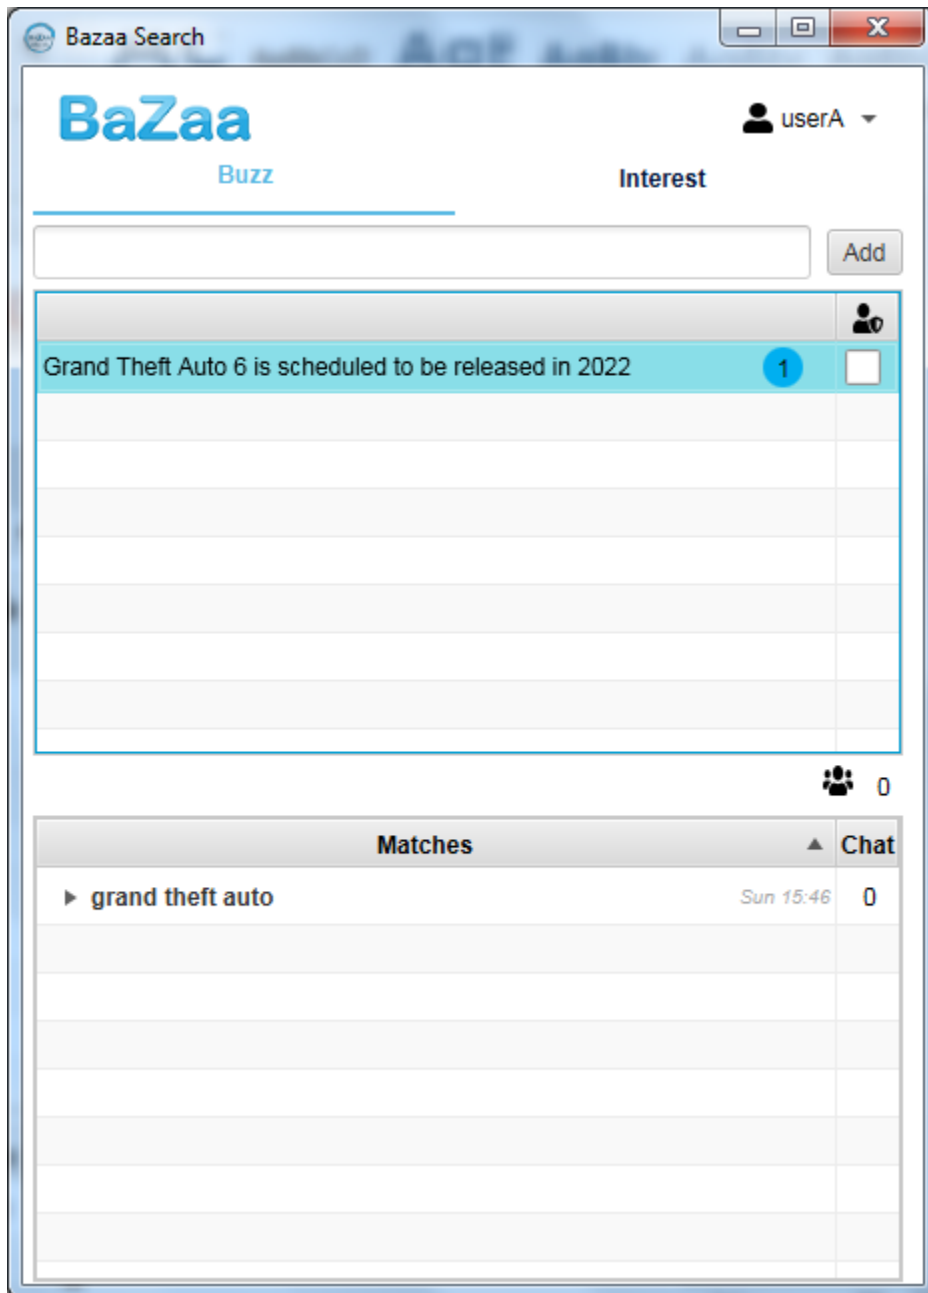 Bazaa Search
BaZaa
userA
Buzz
Interest
Add
Grand Theft Auto 6 is scheduled to be released in 2022 1
0
Matches Chat
grand theft auto Sun 15:46 0